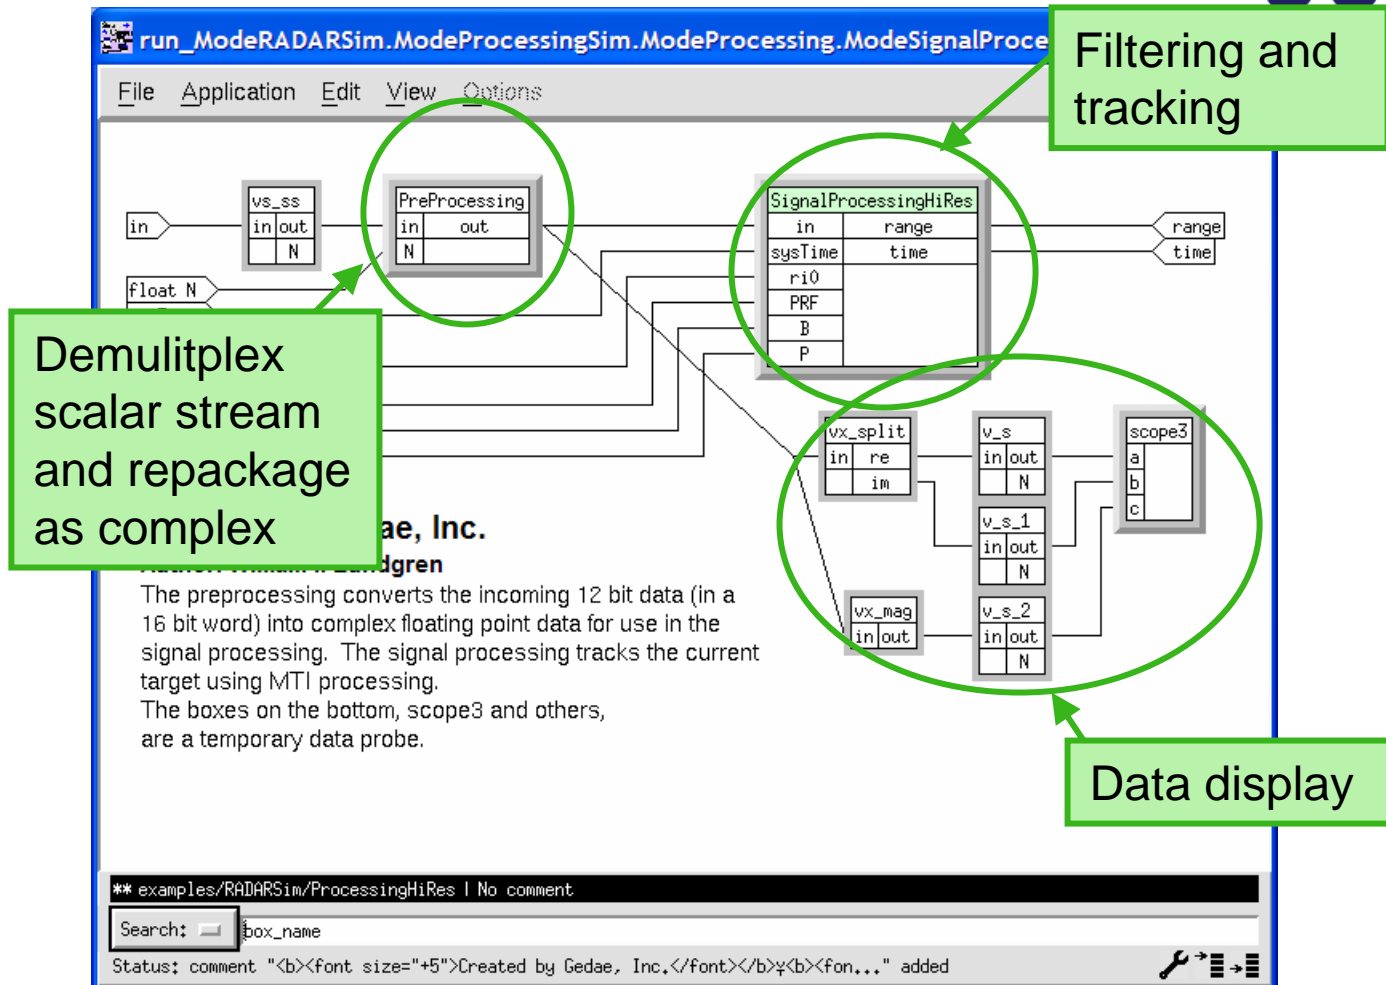 run_ModeRADARSim.ModeProcessingSim.ModeProcessing.ModeSignalProce
Filtering and
tracking
File Application Edit View Options
vs_ss
in out
N
PreProcessing
in out
N
SignalProcessingHiRes
in range
sysTime time
ri0
PRF
B
P
in
float N
range
time
Demulitplex
scalar stream
and repackage
as complex
vx_split
in re
im
v_s
in out
N
scope3
a
b
c
v_s_1
in out
N
vx_mag
in out
v_s_2
in out
N
ae, Inc.
The preprocessing converts the incoming 12 bit data (in a
16 bit word) into complex floating point data for use in the
signal processing. The signal processing tracks the current
target using MTI processing.
The boxes on the bottom, scope3 and others,
are a temporary data probe.
Data display
** examples/RADARSim/ProcessingHiRes | No comment
Search: box_name
Status: comment "<b><font size="+5">Created by Gedae, Inc.</font></b>¥<b><fon..." added